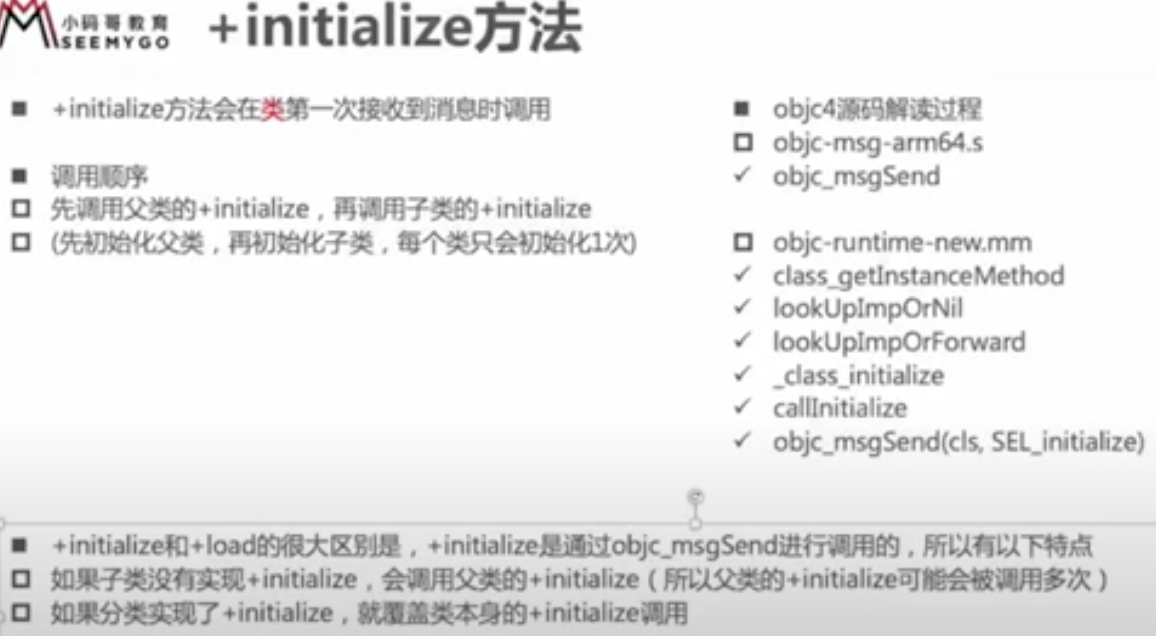 小码哥教育
SEEMYGO
+initialize方法
+initialize方法会在类第一次接收到消息时调用
调用顺序
先调用父类的+initialize，再调用子类的+initialize
(先初始化父类，再初始化子类，每个类只会初始化1次)
objc4源码解读过程
objc-msg-arm64.s
objc_msgSend
objc-runtime-new.mm
class_getInstanceMethod
lookUpImpOrNil
lookUpImpOrForward
_class_initialize
callInitialize
objc_msgSend(cls, SEL_initialize)
+initialize和+load的很大区别是，+initialize是通过objc_msgSend进行调用的，所以有以下特点
如果子类没有实现+initialize，会调用父类的+initialize（所以父类的+initialize可能会被调用多次）
如果分类实现了+initialize，就覆盖类本身的+initialize调用